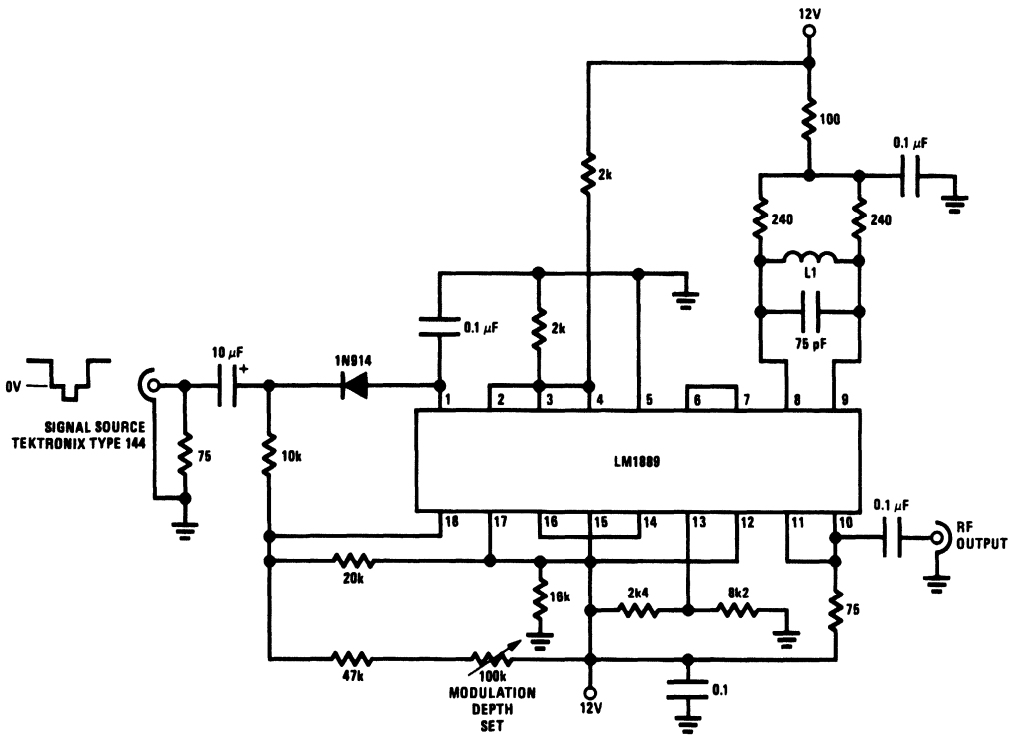 12V
100
0.1 μF
2k
240
240
L1
0.1 μF
2k
75 pF
10 μF
+
1N914
0V
1
2
3
4
5
6
7
8
9
SIGNAL SOURCE
TEKTRONIX TYPE 144
75
10k
LM1889
18
17
16
15
14
13
12
11
10
0.1 μF
RF
OUTPUT
20k
16k
2k4
8k2
75
47k
100k
MODULATION
DEPTH
SET
12V
0.1